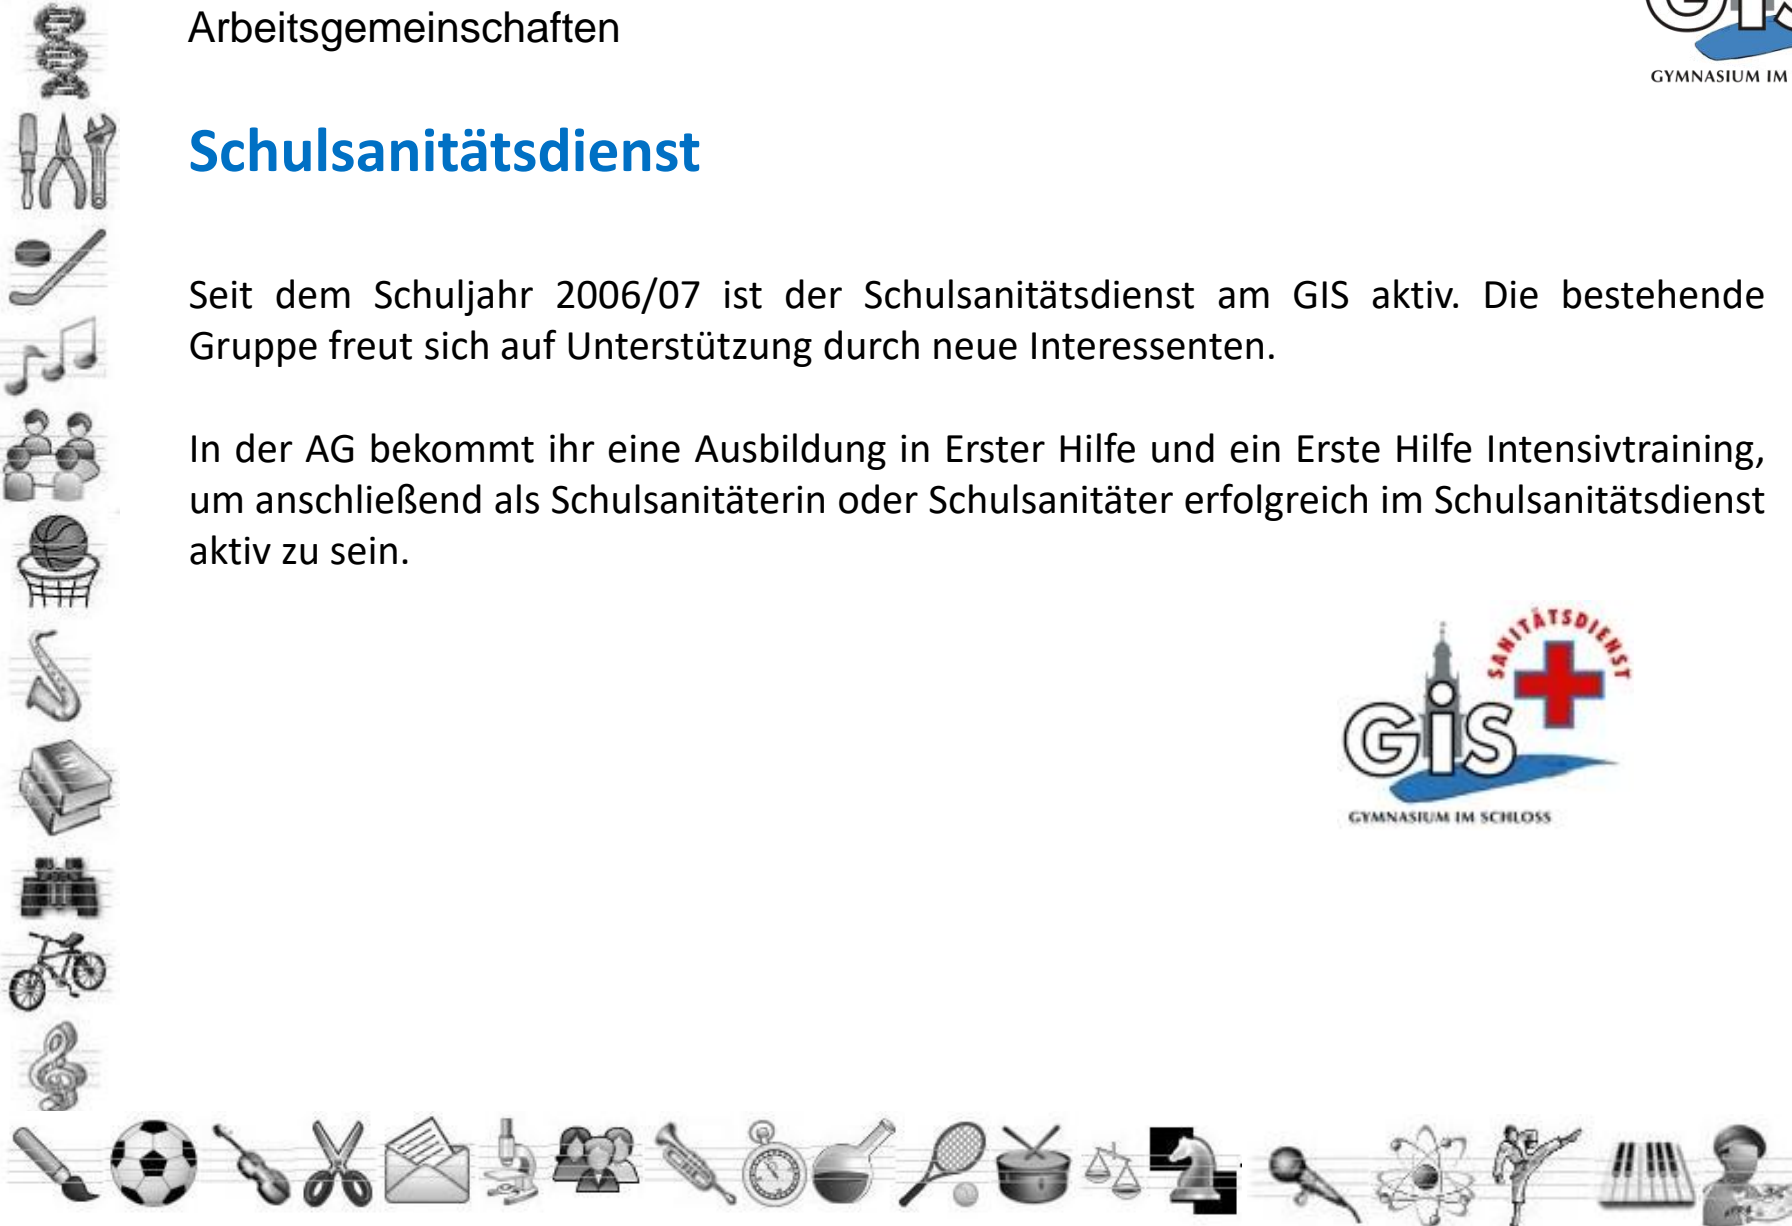 Arbeitsgemeinschaften
GiS
GYMNASIUM IM
Schulsanitätsdienst
Seit dem Schuljahr 2006/07 ist der Schulsanitätsdienst am GIS aktiv. Die bestehende
Gruppe freut sich auf Unterstützung durch neue Interessenten.
In der AG bekommt ihr eine Ausbildung in Erster Hilfe und ein Erste Hilfe Intensivtraining,
um anschließend als Schulsanitäterin oder Schulsanitäter erfolgreich im Schulsanitätsdienst
aktiv zu sein.
SANITÄTSDIENST
GiS
GYMNASIUM IM SCHLOSS